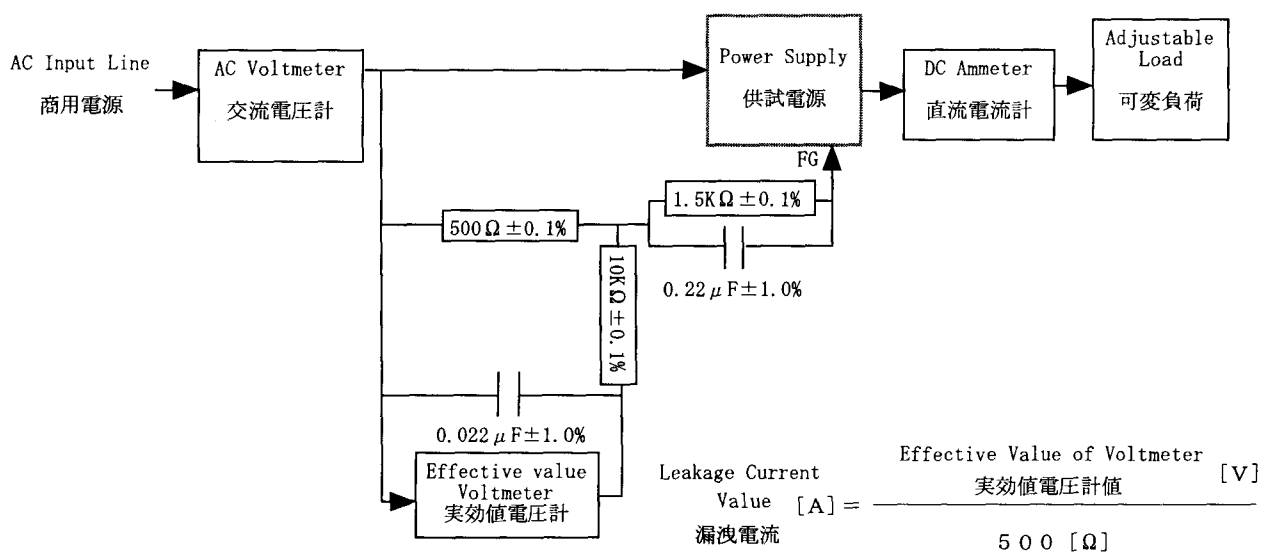 AC Input Line
商用電源
AC Voltmeter
交流電圧計
Power Supply
供試電源
DC Ammeter
直流電流計
Adjustable
Load
可変負荷
FG
1.5KΩ±0.1%
500Ω±0.1%
10KΩ±0.1%
0.22μF±1.0%
0.022μF±1.0%
Effective value
Voltmeter
実効値電圧計
Leakage Current
Value [A]=
漏洩電流
Effective Value of Voltmeter
実効値電圧計値 [V]
500 [Ω]